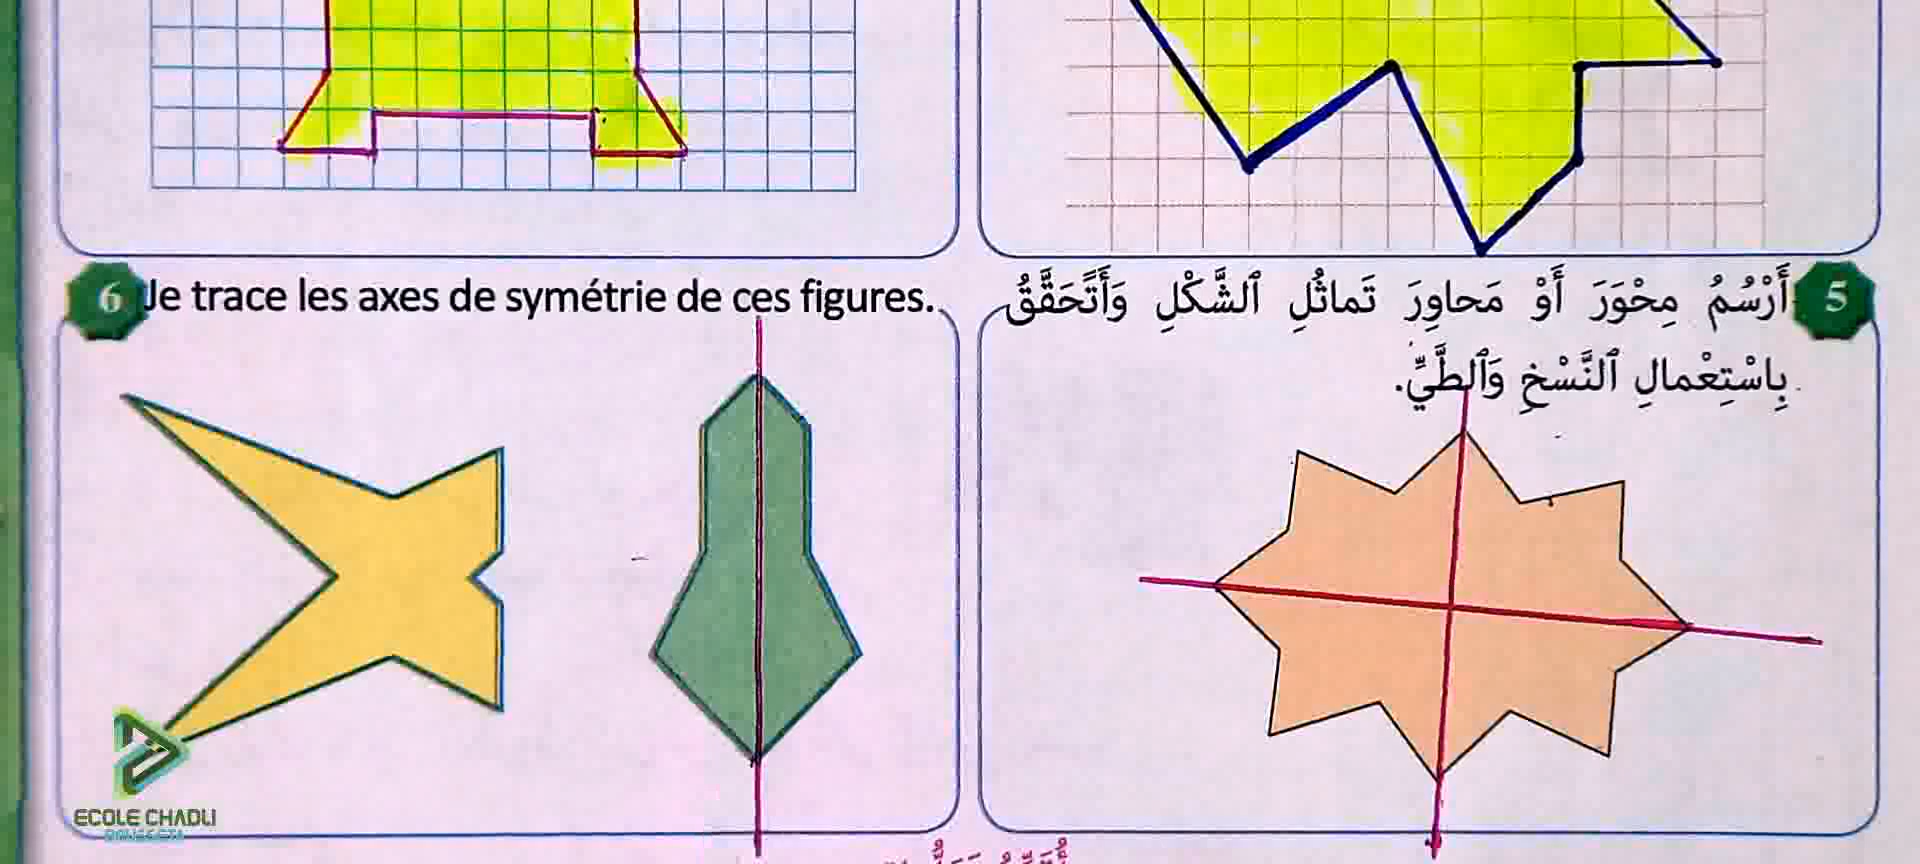 6 Je trace les axes de symétrie de ces figures.
5 أَرْسُمُ مِحْوَرَ أَوْ مَحاوِرَ تَماثُلِ ٱلشَّكْلِ وَأَتَحَقَّقُ
بِاسْتِعْمالِ ٱلنَّسْخِ وَٱلطَّيِّ.
ECOLE CHADLI